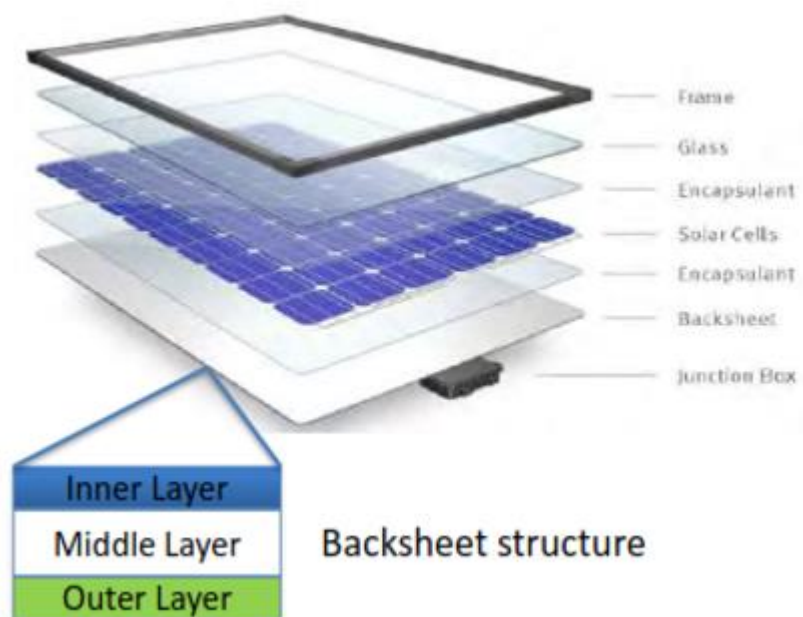 Frame
Glass
Encapsulant
Solar Cells
Encapsulant
Backsheet
Junction Box
Inner Layer
Middle Layer
Backsheet structure
Outer Layer